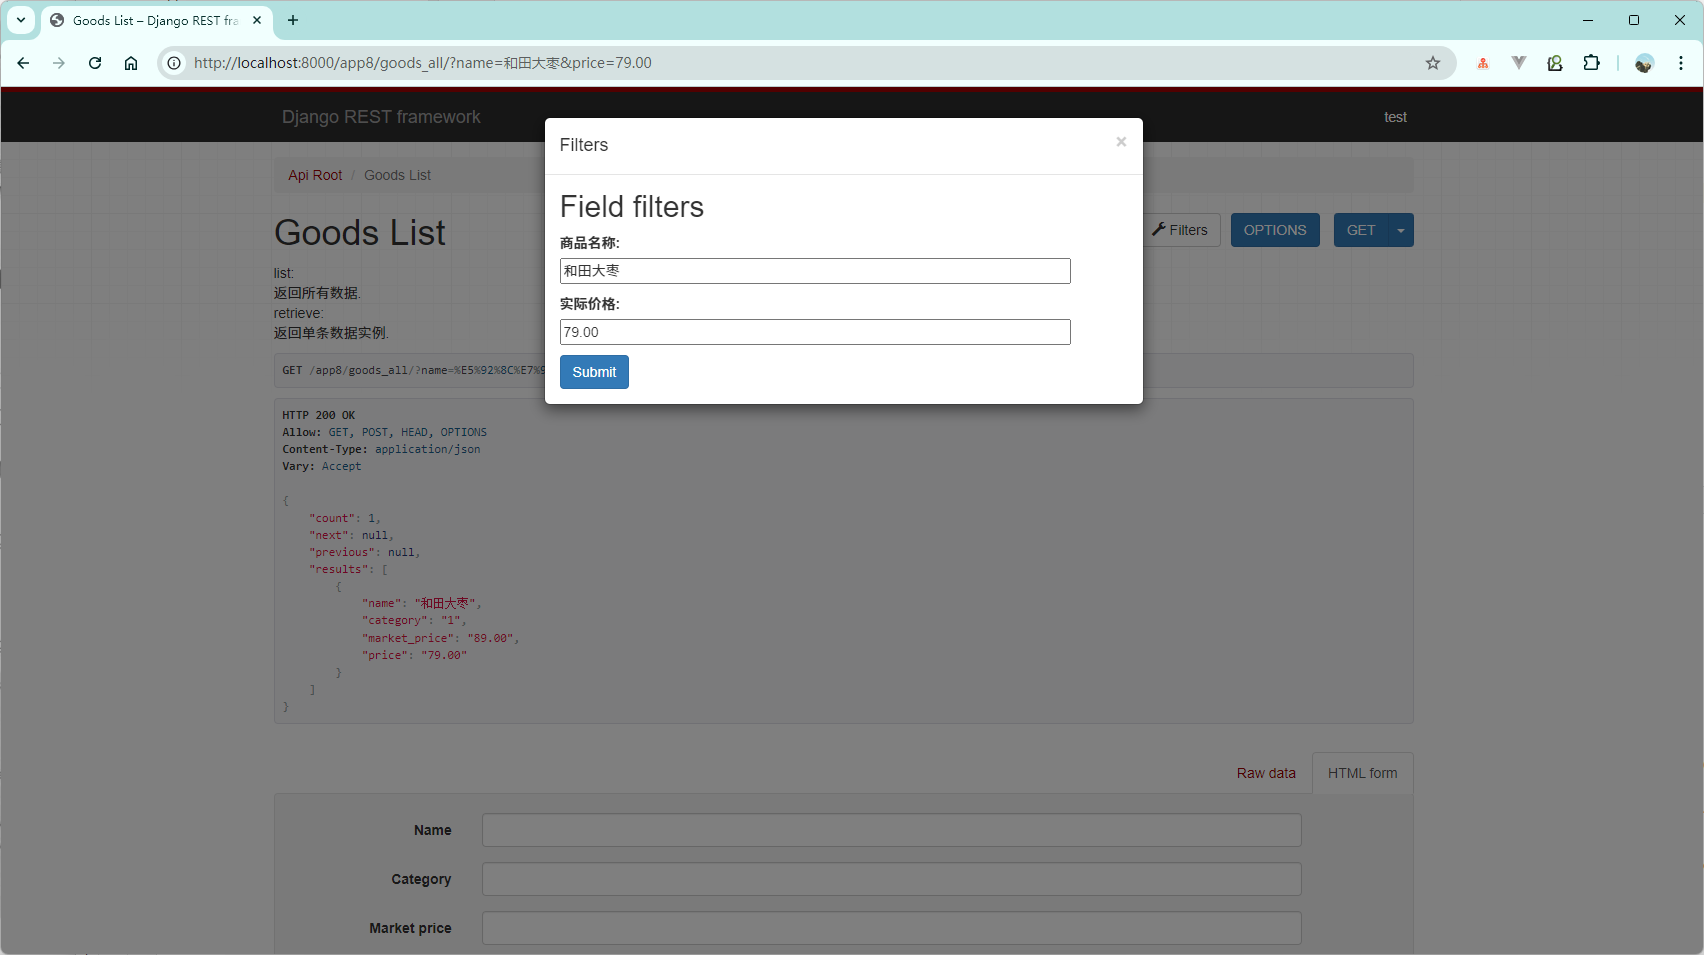 Goods List – Django REST fra
http://localhost:8000/app8/goods_all/?name=和田大枣&price=79.00
Django REST framework
test
Filters
×
Api Root / Goods List
Field filters
Goods List
Filters
OPTIONS
GET
商品名称:
和田大枣
list:
返回所有数据.
retrieve:
返回单条数据实例.
实际价格:
79.00
Submit
GET /app8/goods_all/?name=%E5%92%8C%E7%9
HTTP 200 OK
Allow: GET, POST, HEAD, OPTIONS
Content-Type: application/json
Vary: Accept
{
"count": 1,
"next": null,
"previous": null,
"results": [
{
"name": "和田大枣",
"category": "1",
"market_price": "89.00",
"price": "79.00"
}
]
}
Raw data
HTML form
Name
Category
Market price